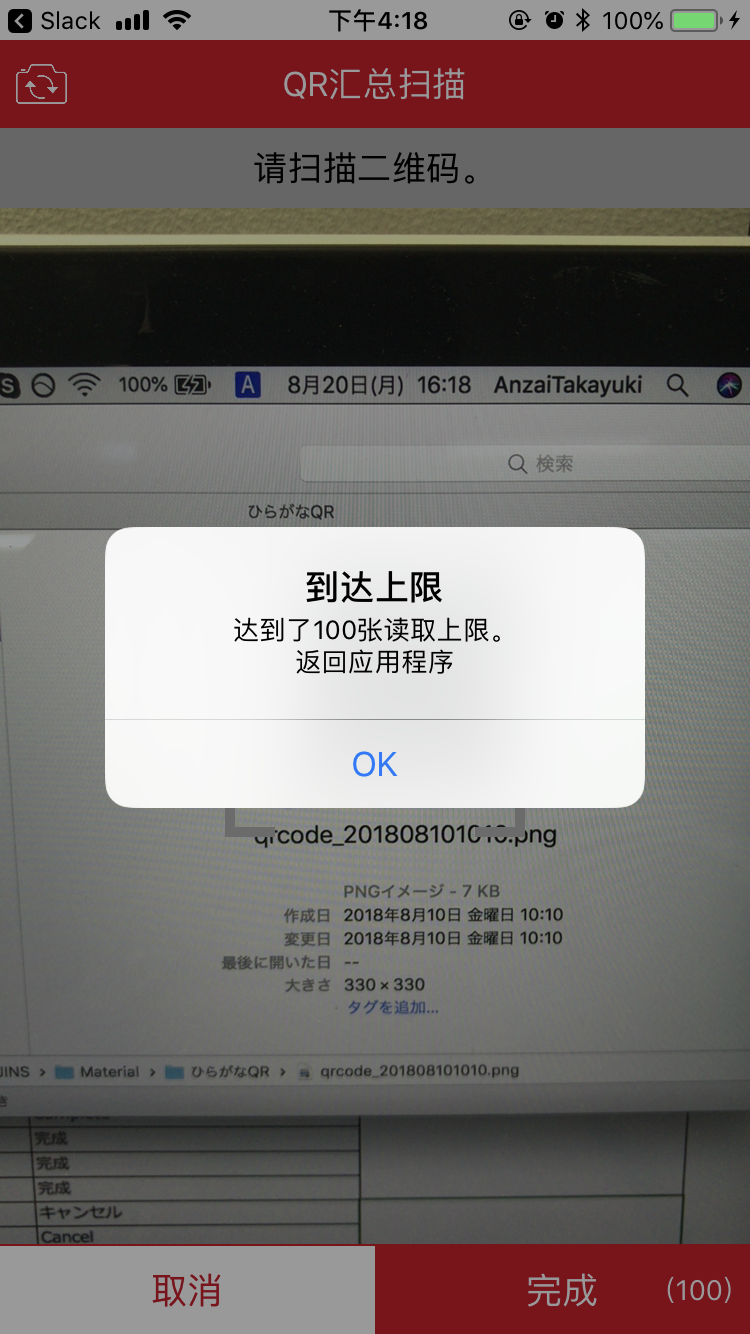 Slack
下午4:18
100%
QR汇总扫描
请扫描二维码。
100%
A
8月20日(月) 16:18
AnzaiTakayuki
検索
ひらがなQR
到达上限
达到了100张读取上限。
返回应用程序
OK
qrcode_201808101010.png
PNGイメージ - 7 KB
作成日 2018年8月10日 金曜日 10:10
変更日 2018年8月10日 金曜日 10:10
最後に開いた日 --
大きさ 330 × 330
タグを追加...
JINS › Material › ひらがなQR › qrcode_201808101010.png
完成
完成
完成
キャンセル
Cancel
取消
完成
(100)